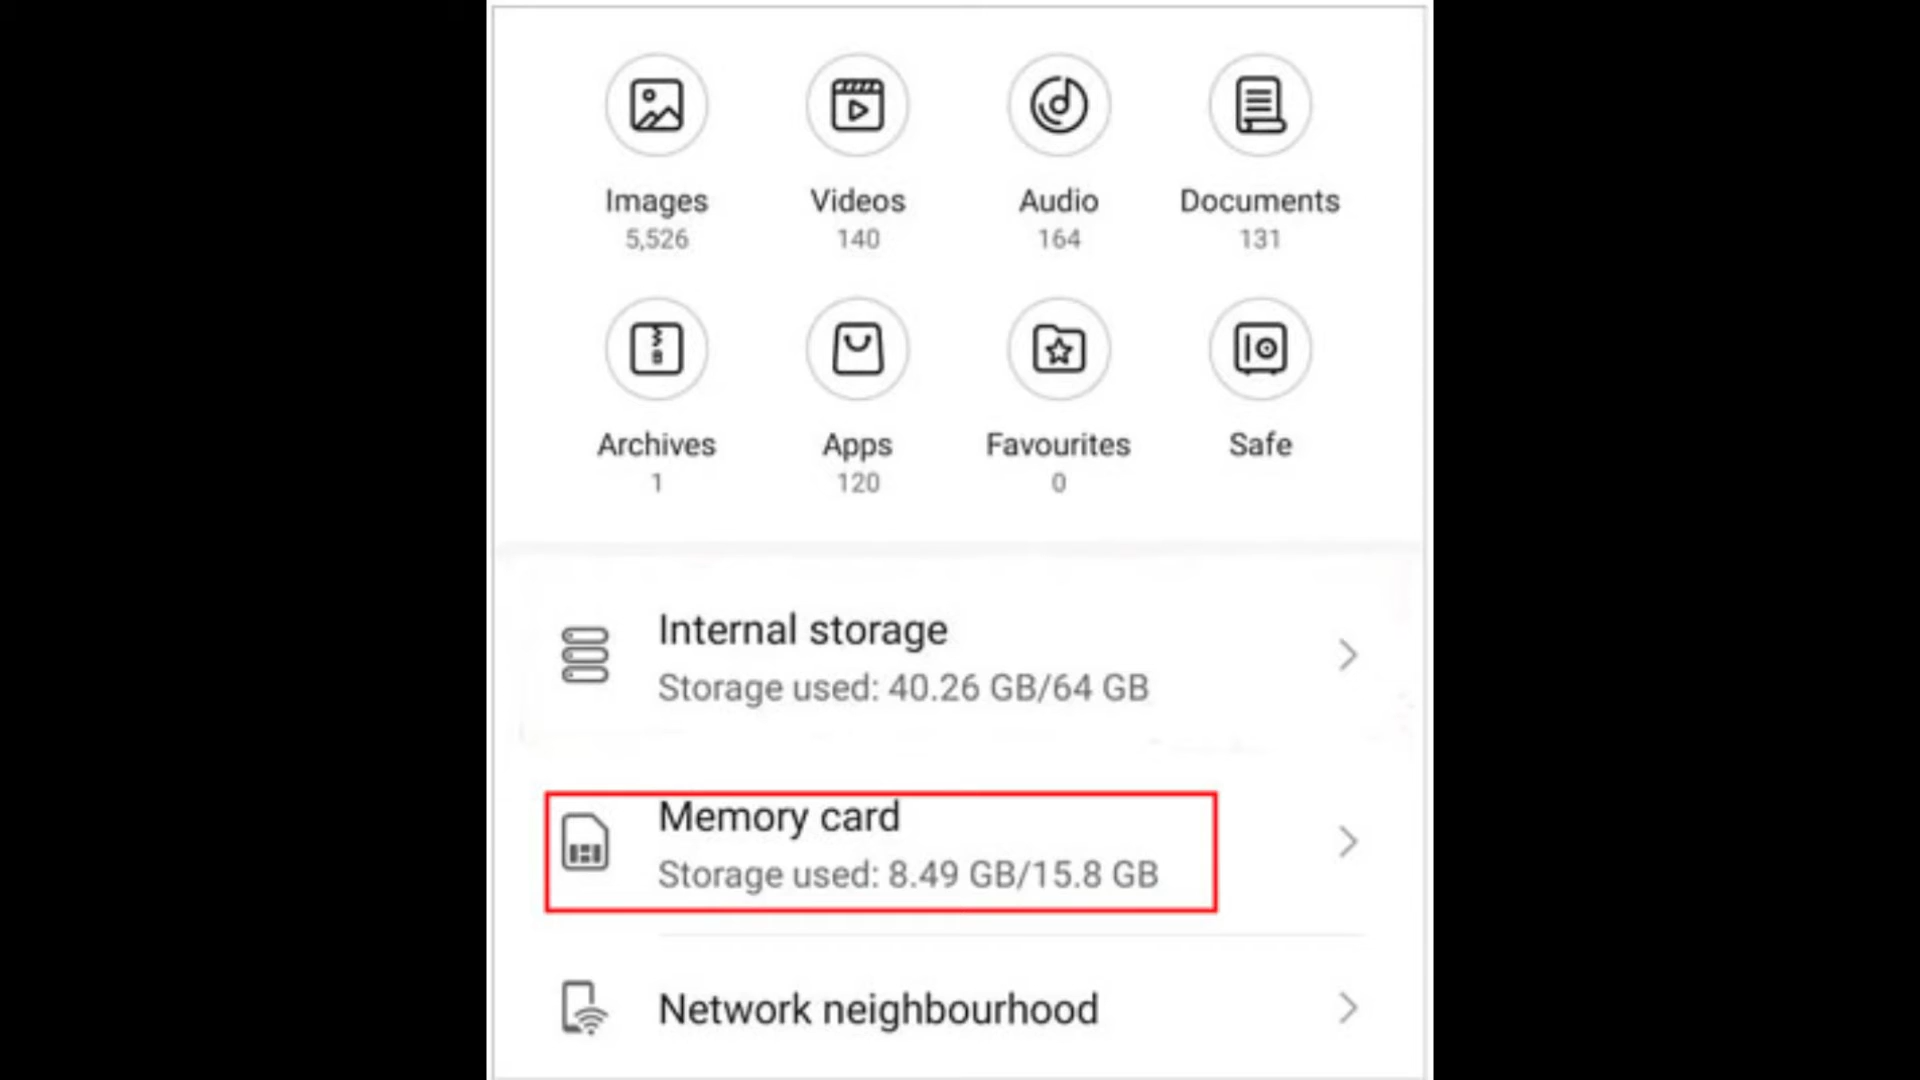 Images Videos Audio Documents
5,526 140 164 131
Archives Apps Favourites Safe
1 120 0
Internal storage
Storage used: 40.26 GB/64 GB
Memory card
Storage used: 8.49 GB/15.8 GB
Network neighbourhood